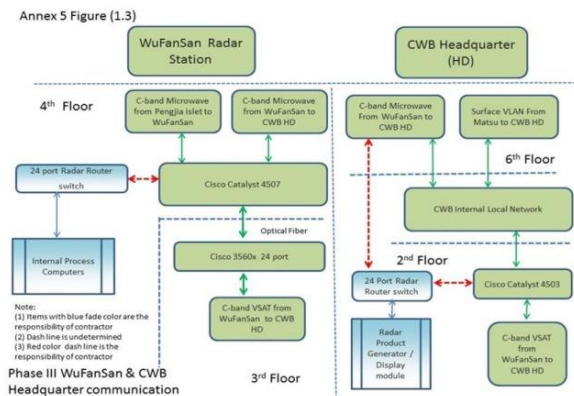 Annex 5 Figure (1.3)
WuFanSan Radar
Station
CWB Headquarter
(HD)
4th Floor
C-band Microwave
from Pengjia islet to
WuFanSan
C-band Microwave
from WuFanSan to
CWB HD
24 port Radar Router
switch
Cisco Catalyst 4507
Optical Fiber
Internal Process
Computers
Cisco 3560x 24 port
C-band VSAT from
WuFanSan to CWB
HD
Note:
(1) Items with blue fade color are the
responsibility of contractor
(2) Dash line is undetermined
(3) Red color dash line is the
responsibility of contractor
Phase III WuFanSan & CWB
Headquarter communication
3rd Floor
C-band Microwave
From WuFanSan to
CWB HD
Surface VLAN From
Matsu to CWB HD
6th Floor
CWB Internal Local Network
2nd Floor
24 Port Radar
Router switch
Cisco Catalyst 4503
Radar
Product
Generator /
Display
module
C-band VSAT
from
WuFanSan to
CWB HD